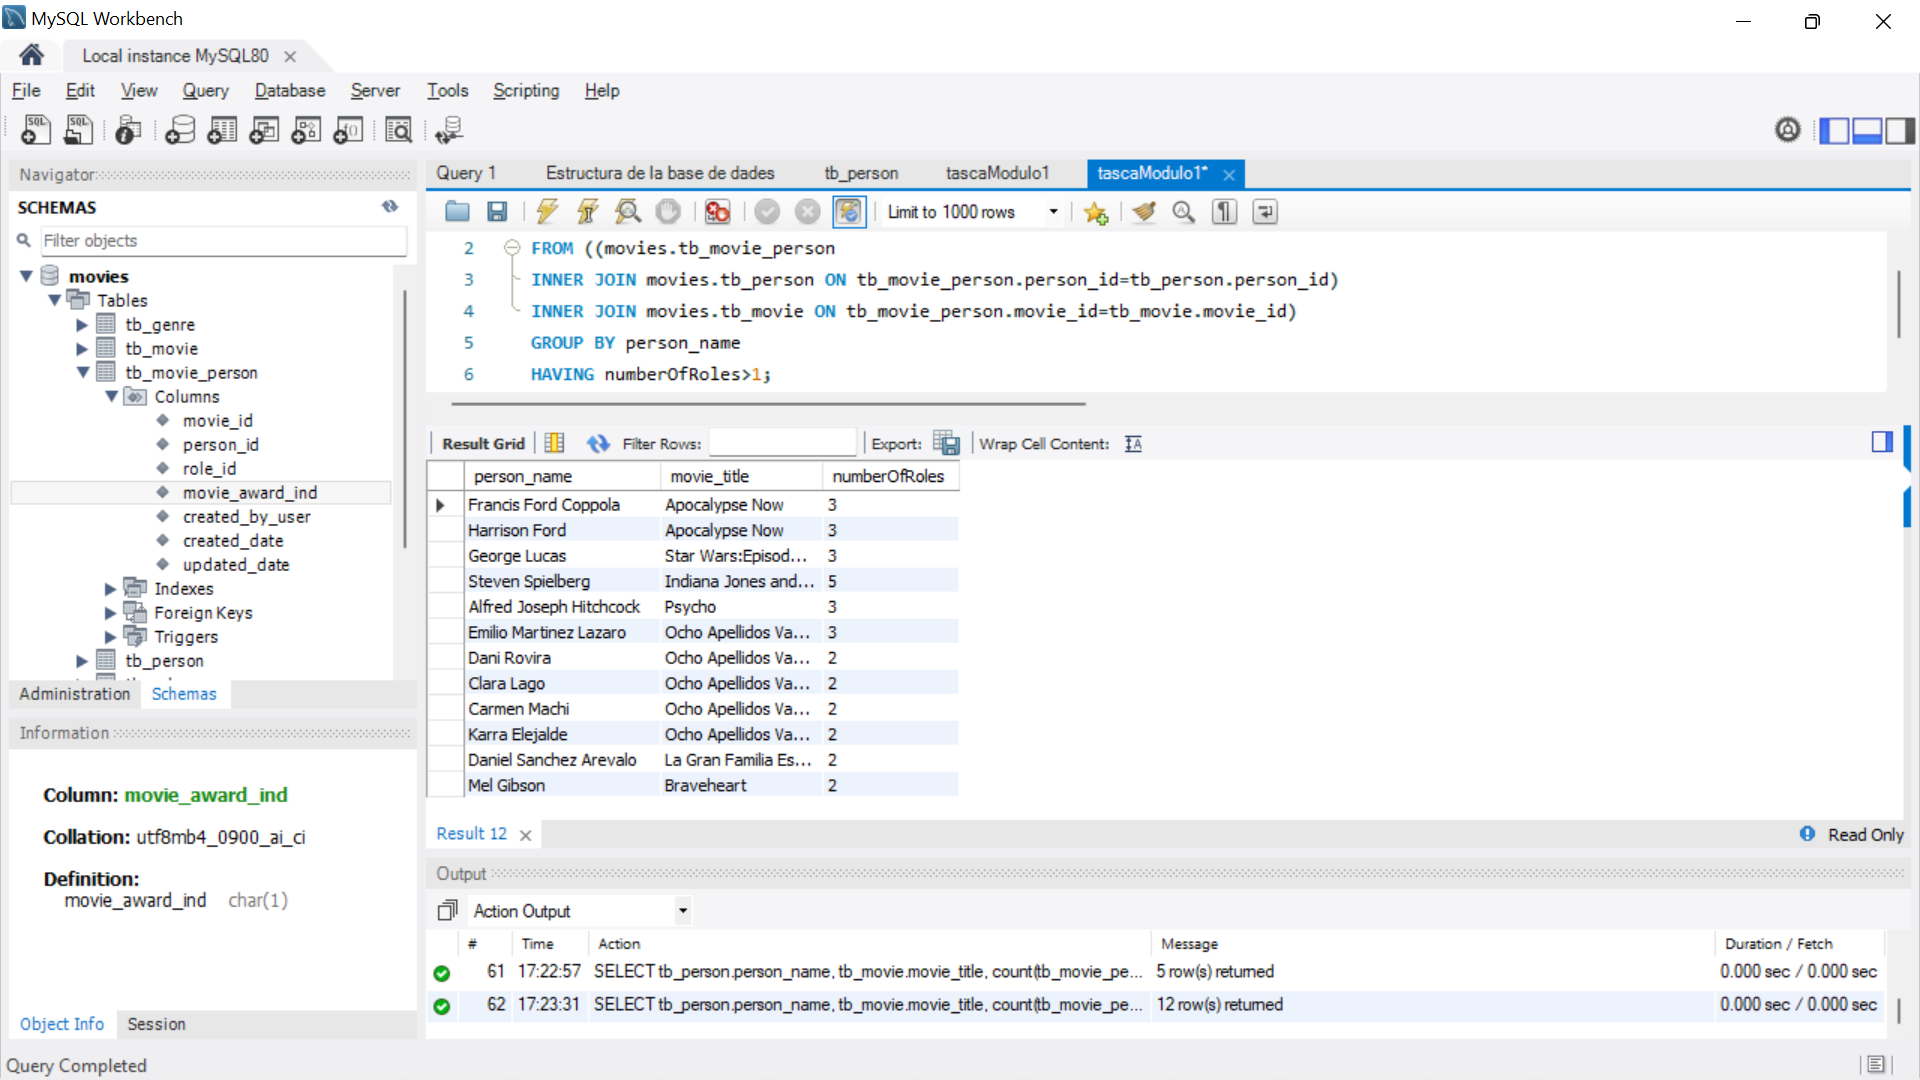 MySQL Workbench
Local instance MySQL80
File Edit View Query Database Server Tools Scripting Help
Navigator
SCHEMAS
Filter objects
movies
Tables
tb_genre
tb_movie
tb_movie_person
Columns
movie_id
person_id
role_id
movie_award_ind
created_by_user
created_date
updated_date
Indexes
Foreign Keys
Triggers
tb_person
Administration Schemas
Information
Column: movie_award_ind
Collation: utf8mb4_0900_ai_ci
Definition:
movie_award_ind char(1)
Object Info Session
Query Completed
Query 1 Estructura de la base de dades tb_person tascaModulo1 tascaModulo1*
Limit to 1000 rows
2 FROM ((movies.tb_movie_person
3 INNER JOIN movies.tb_person ON tb_movie_person.person_id=tb_person.person_id)
4 INNER JOIN movies.tb_movie ON tb_movie_person.movie_id=tb_movie.movie_id)
5 GROUP BY person_name
6 HAVING numberOfRoles>1;
Result Grid Filter Rows: Export: Wrap Cell Content:
person_name movie_title numberOfRoles
Francis Ford Coppola Apocalypse Now 3
Harrison Ford Apocalypse Now 3
George Lucas Star Wars:Episod... 3
Steven Spielberg Indiana Jones and... 5
Alfred Joseph Hitchcock Psycho 3
Emilio Martinez Lazaro Ocho Apellidos Va... 3
Dani Rovira Ocho Apellidos Va... 2
Clara Lago Ocho Apellidos Va... 2
Carmen Machi Ocho Apellidos Va... 2
Karra Elejalde Ocho Apellidos Va... 2
Daniel Sanchez Arevalo La Gran Familia Es... 2
Mel Gibson Braveheart 2
Result 12 Read Only
Output
Action Output
# Time Action Message Duration / Fetch
61 17:22:57 SELECT tb_person.person_name, tb_movie.movie_title, count(tb_movie_pe... 5 row(s) returned 0.000 sec / 0.000 sec
62 17:23:31 SELECT tb_person.person_name, tb_movie.movie_title, count(tb_movie_pe... 12 row(s) returned 0.000 sec / 0.000 sec